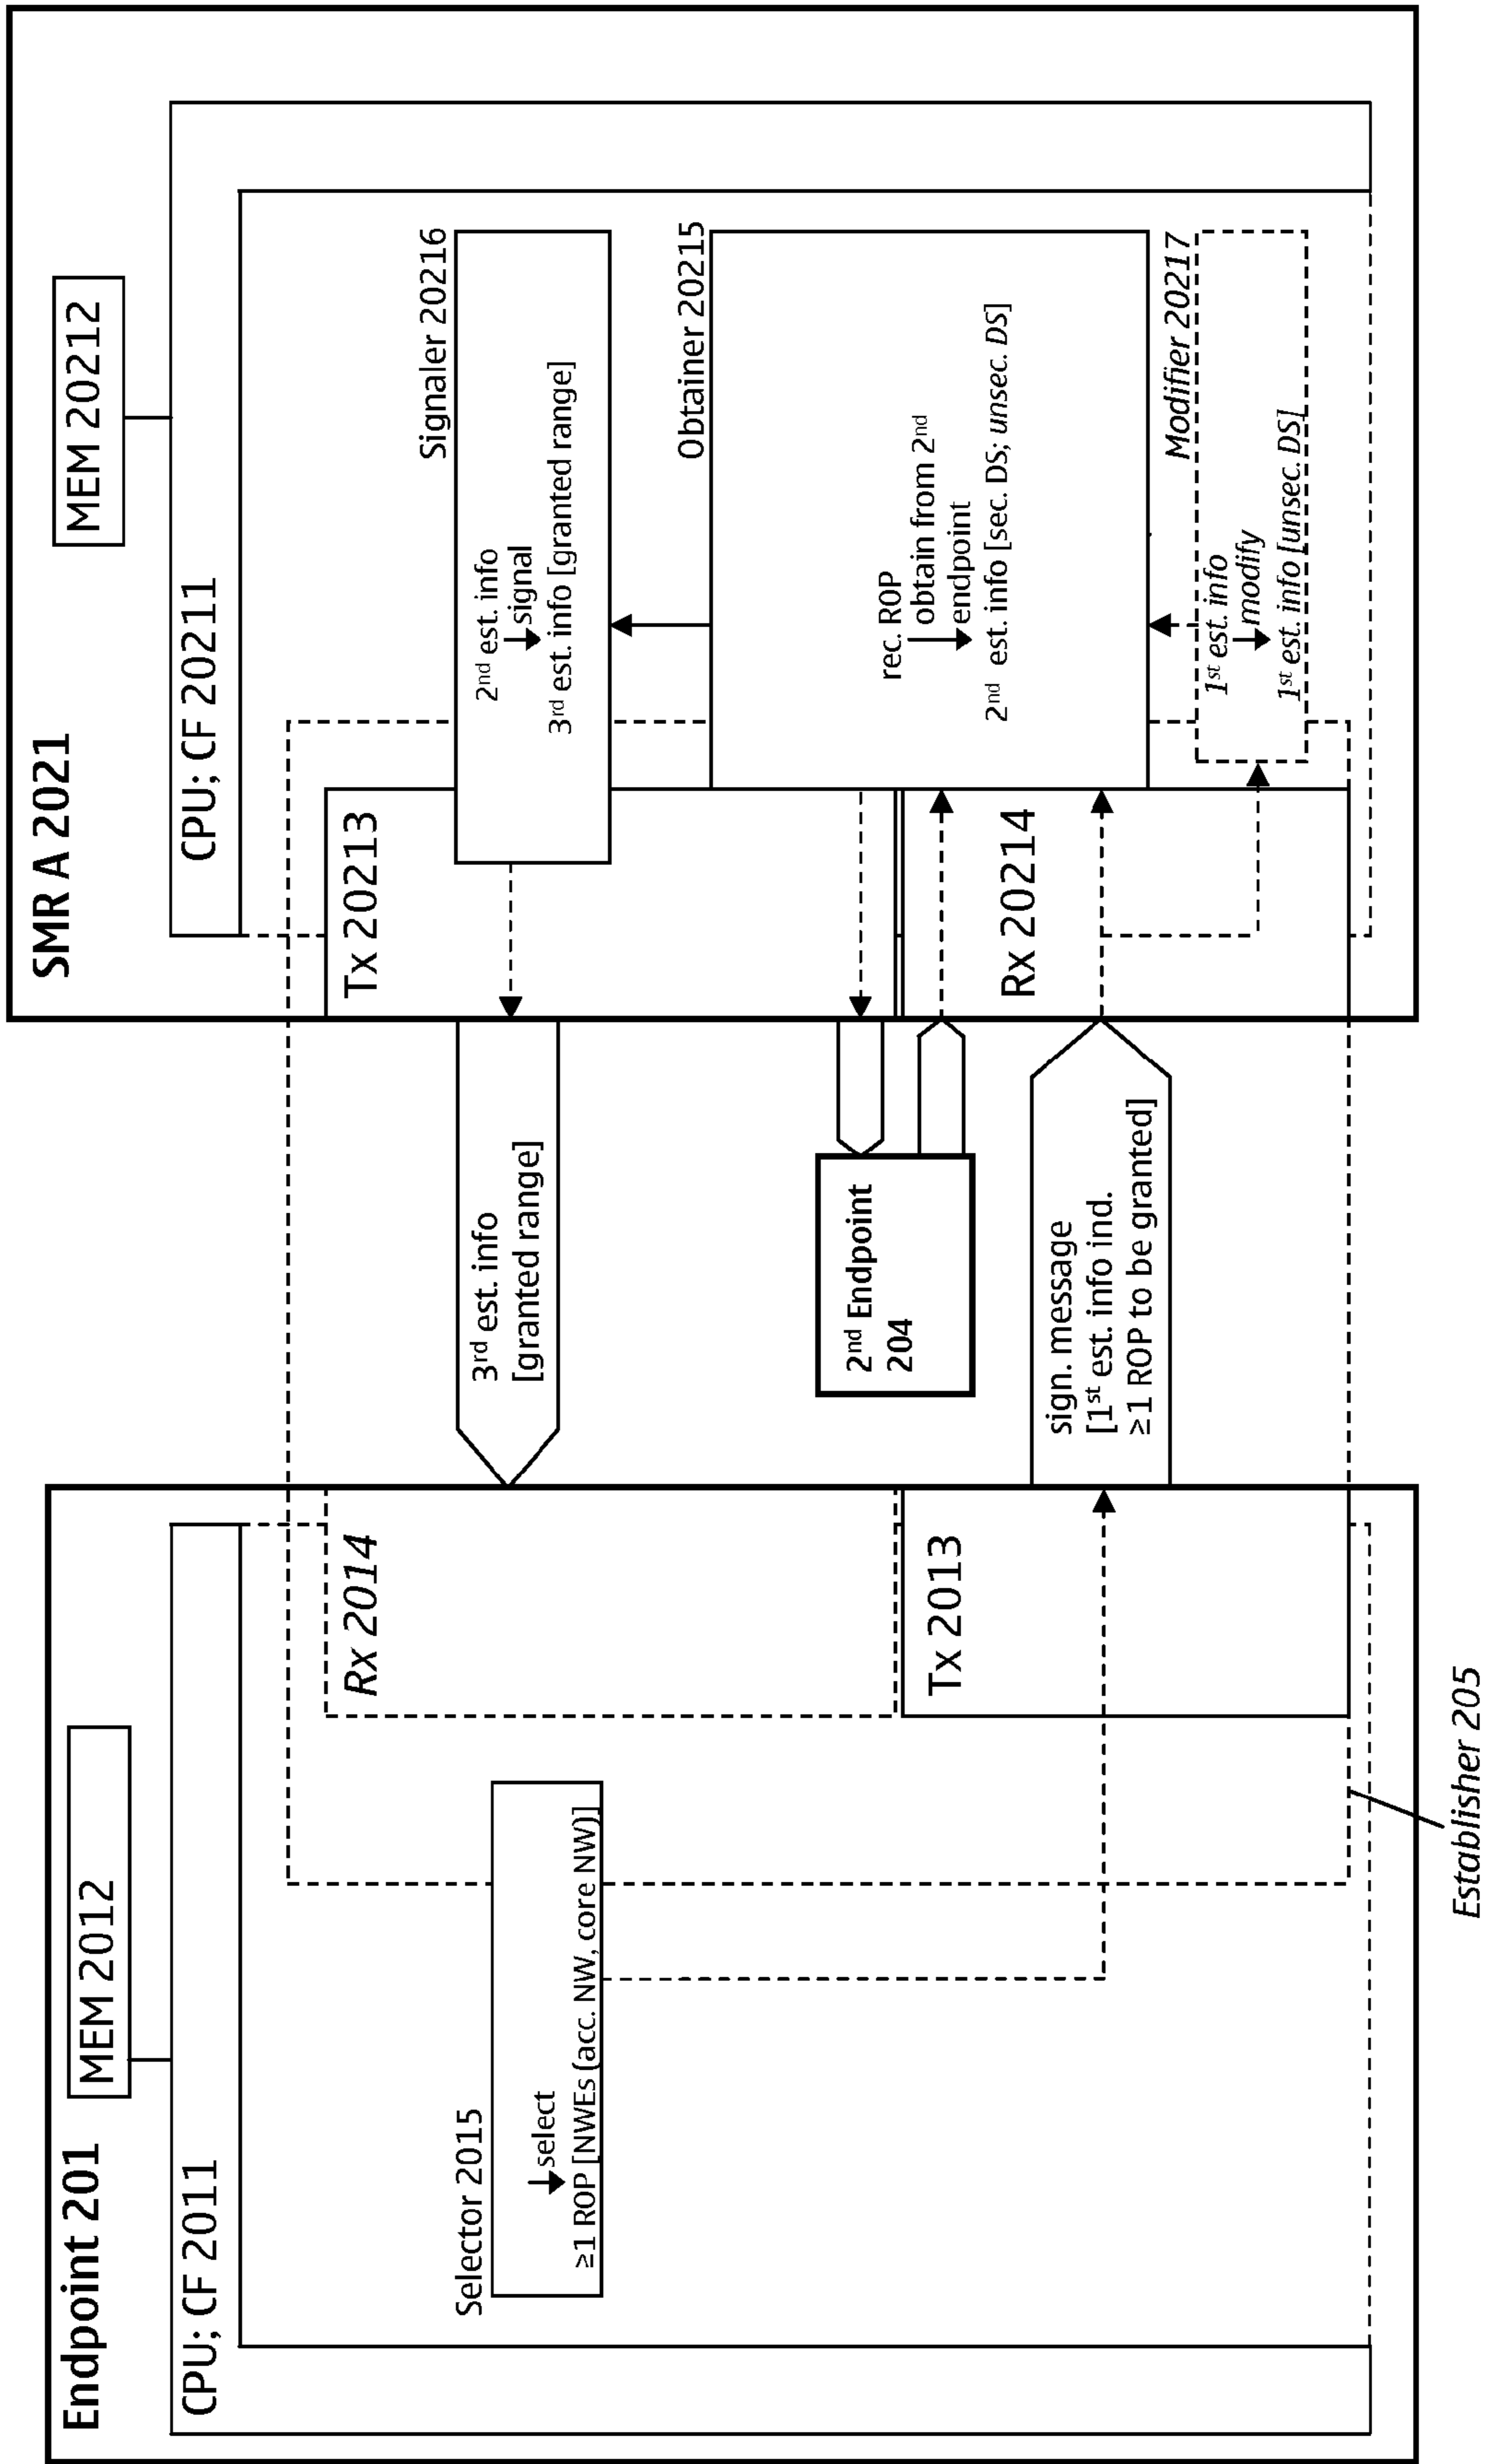 Endpoint 201
MEM 2012
CPU; CF 2011
Selector 2015
select
≥1 ROP [NWEs (acc. NW, core NW)]
Rx 2014
Tx 2013
Establisher 205
3rd est. info
[granted range]
2nd Endpoint
204
sign. message
[1st est. info ind.
≥1 ROP to be granted]
SMR A 2021
MEM 20212
CPU; CF 20211
Tx 20213
Rx 20214
Signaler 20216
2nd est. info
signal
3rd est. info [granted range]
Obtainer 20215
rec. ROP
obtain from 2nd
endpoint
2nd est. info [sec. DS; unsec. DS]
Modifier 20217
1st est. info
modify
1st est. info [unsec. DS]